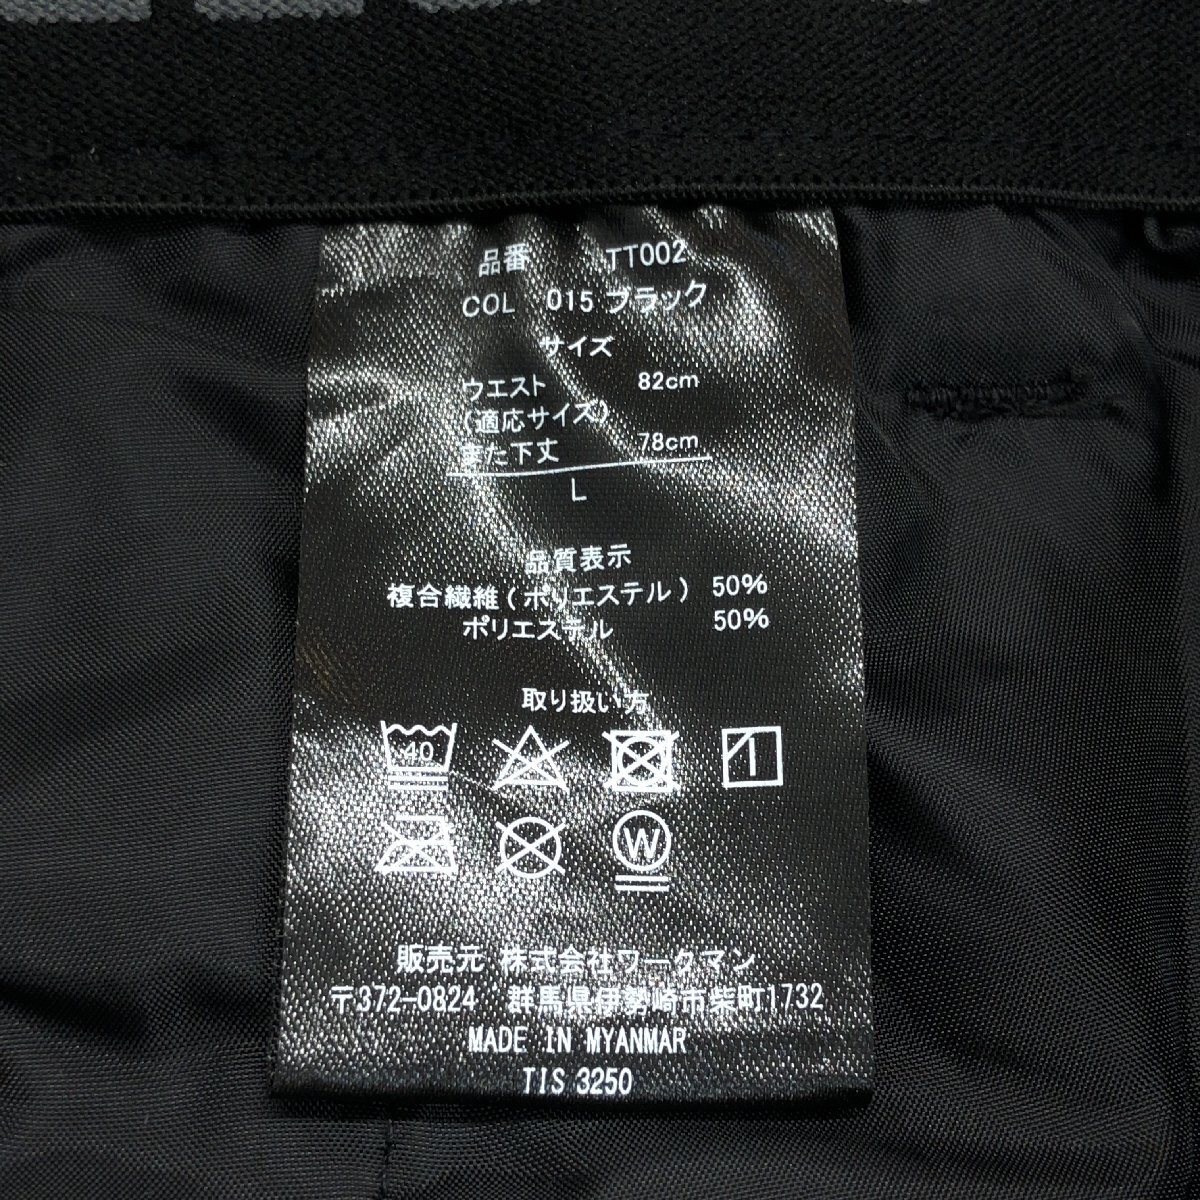 品番 TT002
COL 015 ブラック
サイズ
ウエスト 82cm
(適応サイズ)
また下丈 78cm
L
品質表示
複合繊維(ポリエステル) 50%
ポリエステル 50%
取り扱い方
40
W
販売元 株式会社ワークマン
〒372-0824 群馬県伊勢崎市柴町1732
MADE IN MYANMAR
TIS 3250